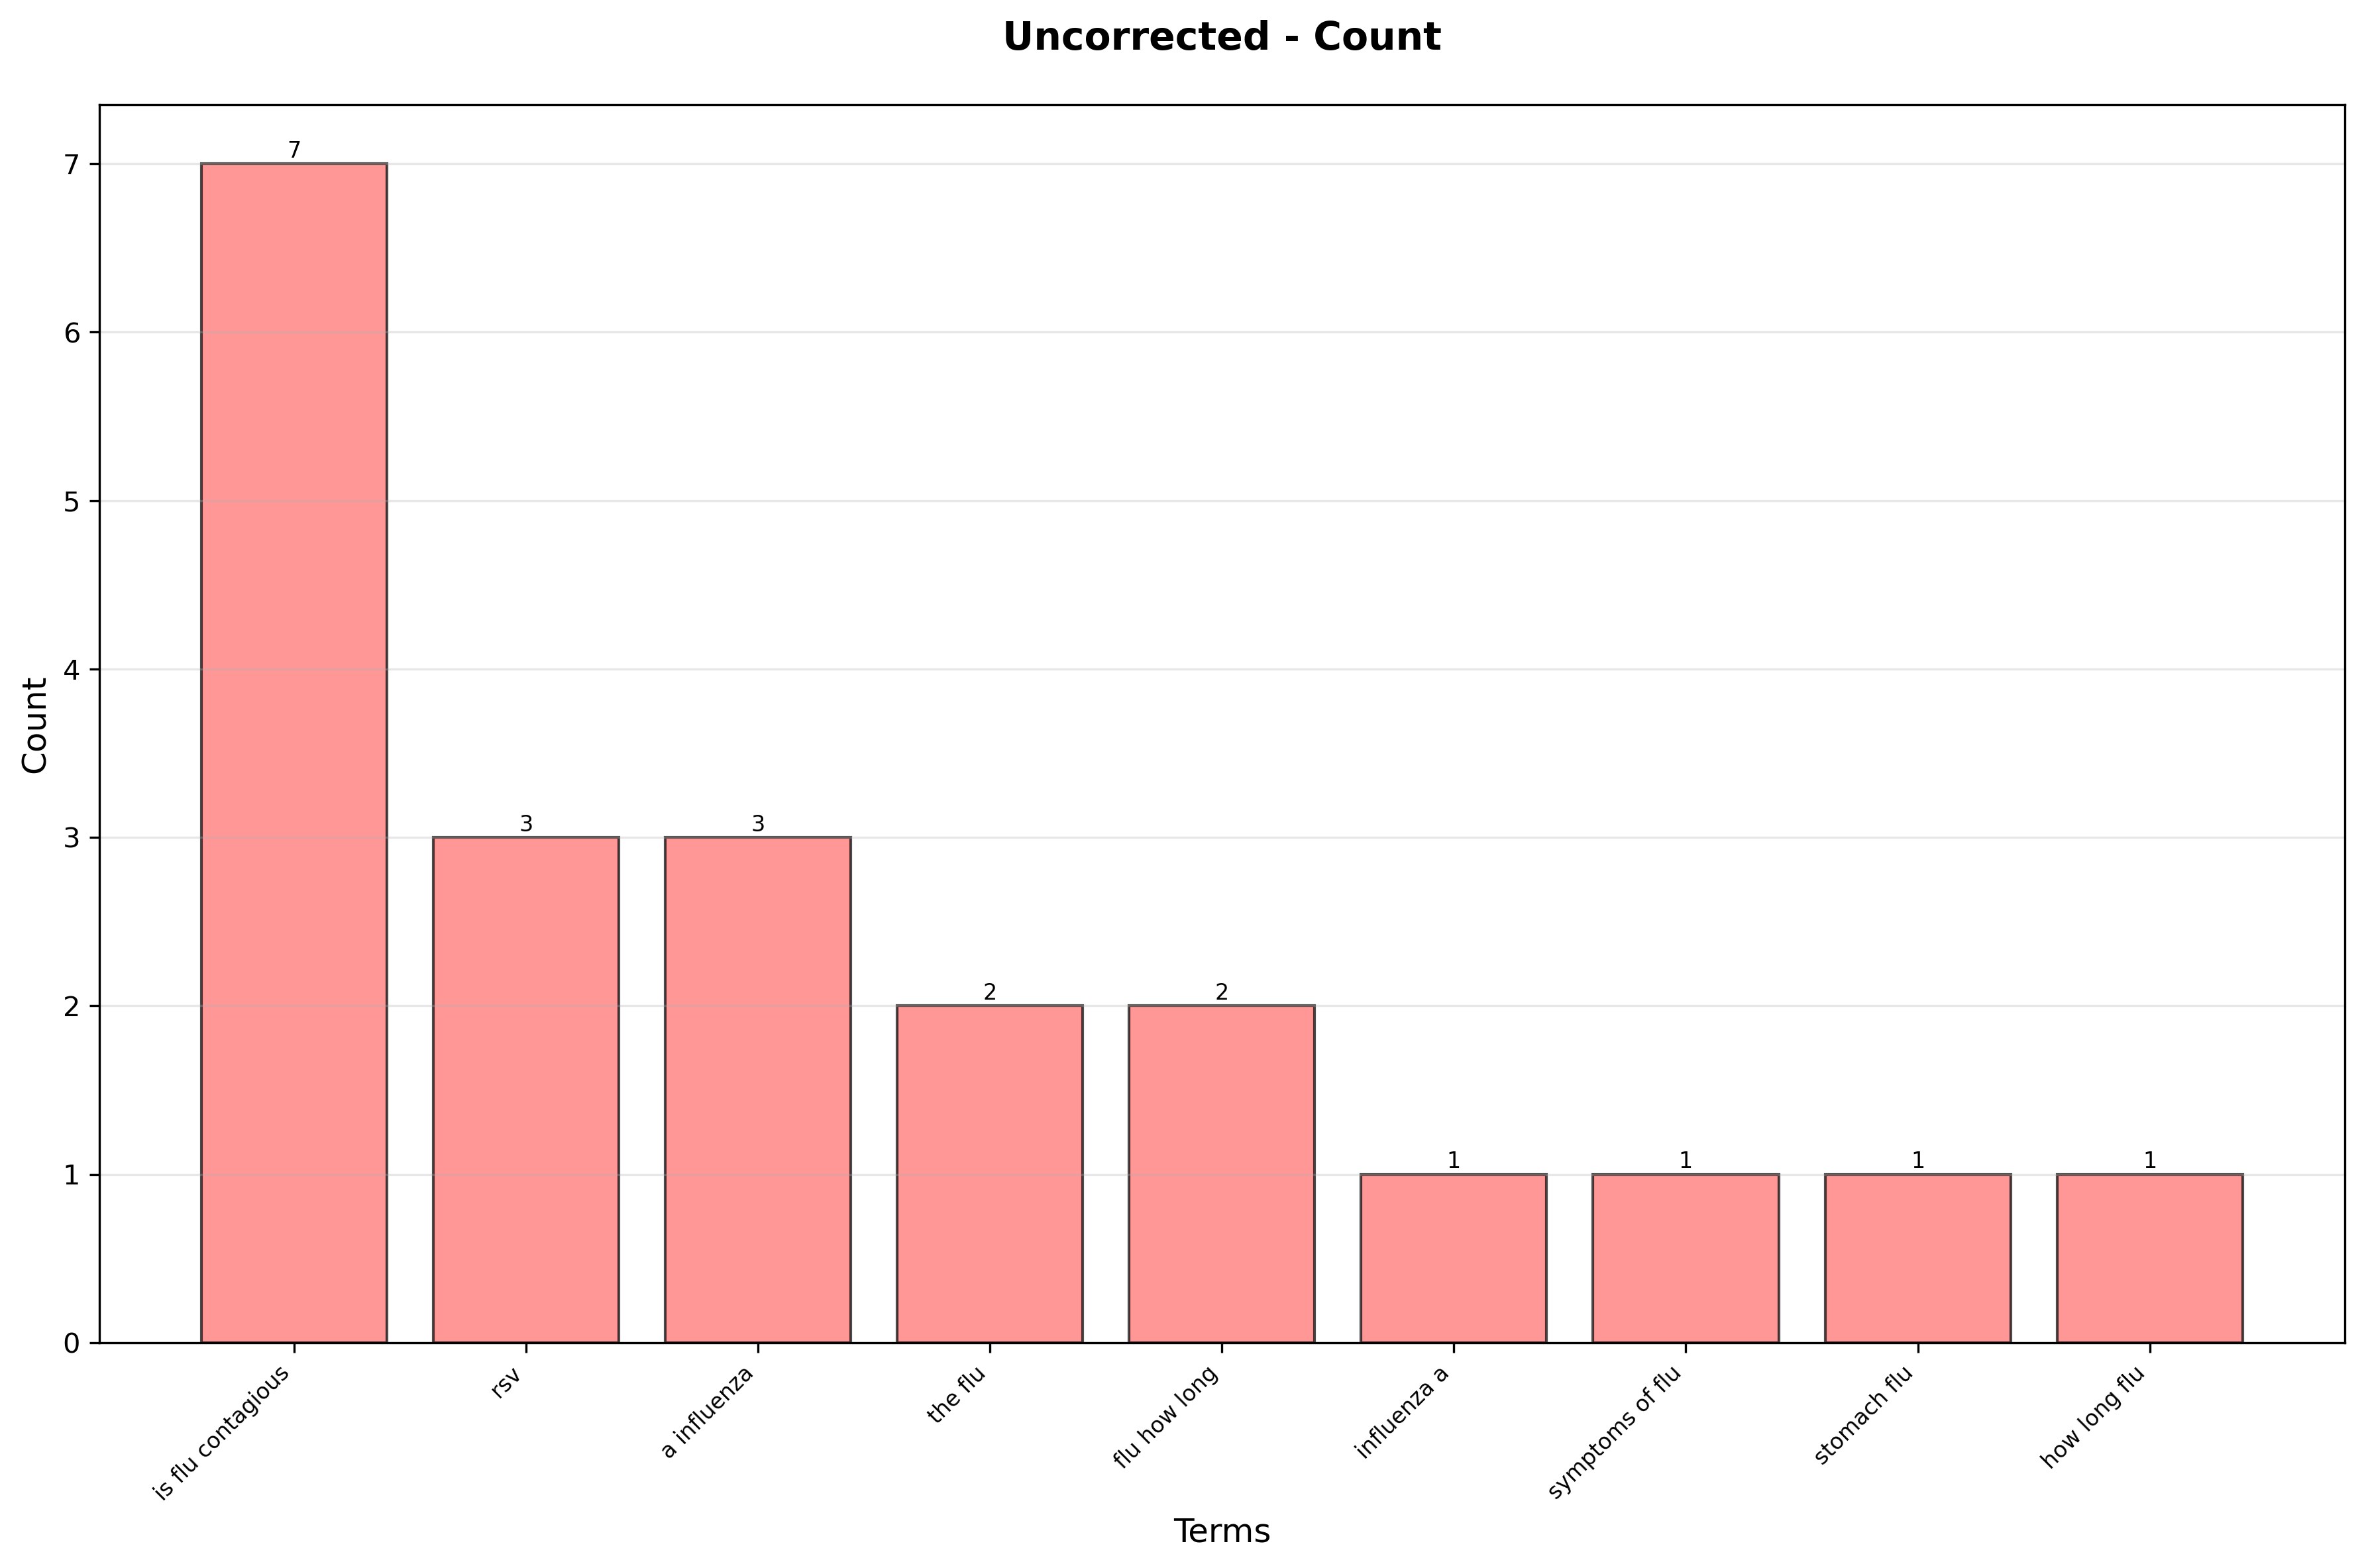 Uncorrected - Count
Count
7
6
5
4
3
2
1
0
7
3
3
2
2
1
1
1
1
is flu contagious
rsv
a influenza
the flu
flu how long
influenza a
symptoms of flu
stomach flu
how long flu
Terms